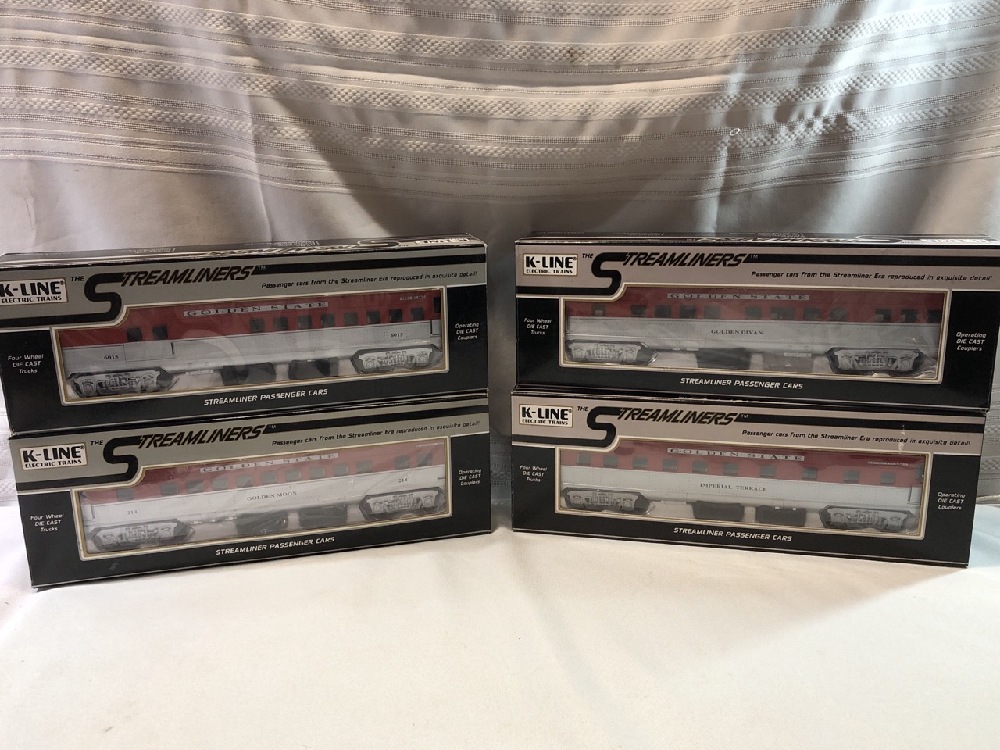 K-LINE
ELECTRIC TRAINS
THE STREAMLINERS™
Passenger cars from the Streamliner Era reproduced in exquisite detail!
GOLDEN STATE
Four Wheel
DIE CAST
Trucks
Operating
DIE CAST
Couplers
STREAMLINER PASSENGER CARS
K-LINE
ELECTRIC TRAINS
THE STREAMLINERS™
Passenger cars from the Streamliner Era reproduced in exquisite detail!
GOLDEN STATE
GOLDEN DIVAN
Four Wheel
DIE CAST
Trucks
Operating
DIE CAST
Couplers
STREAMLINER PASSENGER CARS
K-LINE
ELECTRIC TRAINS
THE STREAMLINERS™
Passenger cars from the Streamliner Era reproduced in exquisite detail!
GOLDEN STATE
GOLDEN MOON
Four Wheel
DIE CAST
Trucks
Operating
DIE CAST
Couplers
STREAMLINER PASSENGER CARS
K-LINE
ELECTRIC TRAINS
THE STREAMLINERS™
Passenger cars from the Streamliner Era reproduced in exquisite detail!
GOLDEN STATE
IMPERIAL TERRACE
Four Wheel
DIE CAST
Trucks
Operating
DIE CAST
Couplers
STREAMLINER PASSENGER CARS